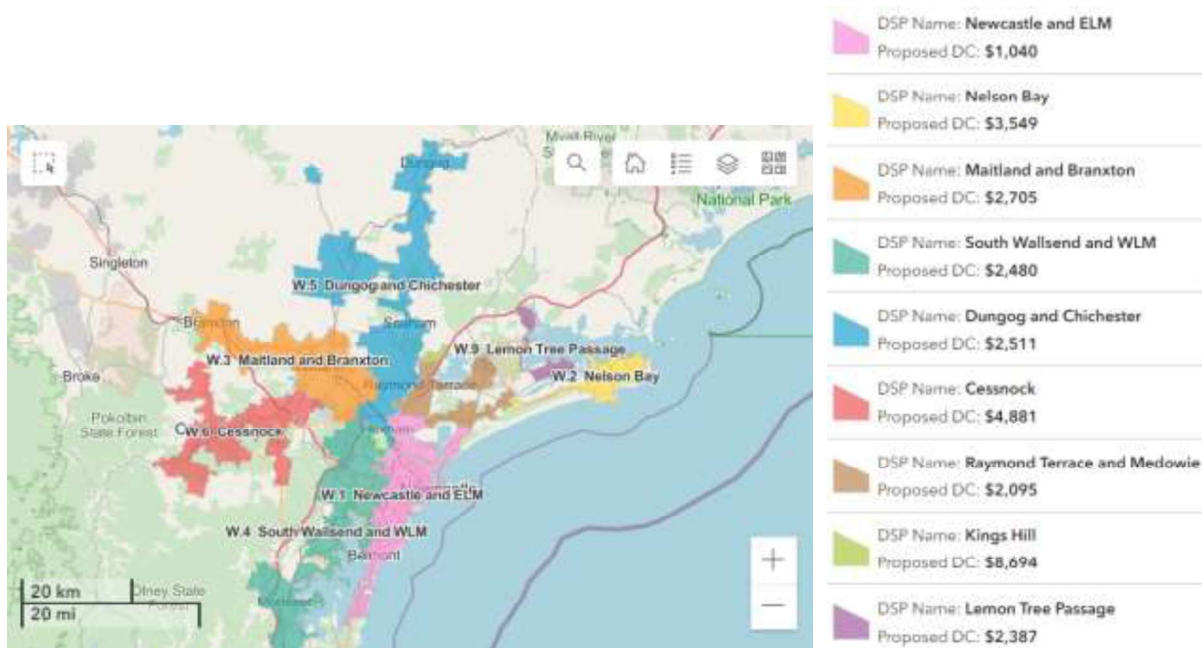 DSP Name: Newcastle and ELM
Proposed DC: $1,040
DSP Name: Nelson Bay
Proposed DC: $3,549
DSP Name: Maitland and Branxton
Proposed DC: $2,705
DSP Name: South Wallsend and WLM
Proposed DC: $2,480
DSP Name: Dungog and Chichester
Proposed DC: $2,511
DSP Name: Cessnock
Proposed DC: $4,881
DSP Name: Raymond Terrace and Medowie
Proposed DC: $2,095
DSP Name: Kings Hill
Proposed DC: $8,694
DSP Name: Lemon Tree Passage
Proposed DC: $2,387
Myall River
Dungog
National Park
Singleton
W.5 Dungog and Chichester
Branxton
Seaham
W.3 Maitland and Branxton
W.9 Lemon Tree Passage
Broke
Raymond Terrace
W.2 Nelson Bay
Pokolbin
State Forest
W.6 Cessnock
Hexham
W.1 Newcastle and ELM
W.4 South Wallsend and WLM
Belmont
20 km
20 mi
Olney State
Forest
Morisset